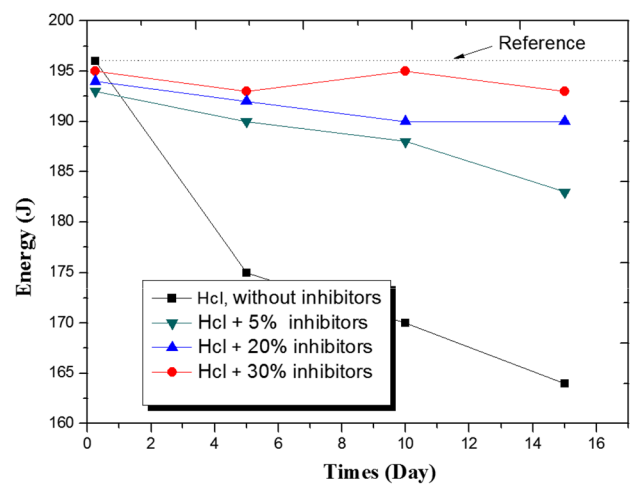 200
195
190
185
180
175
170
165
160
Energy (J)
Reference
Hcl, without inhibitors
Hcl + 5% inhibitors
Hcl + 20% inhibitors
Hcl + 30% inhibitors
0 2 4 6 8 10 12 14 16
Times (Day)